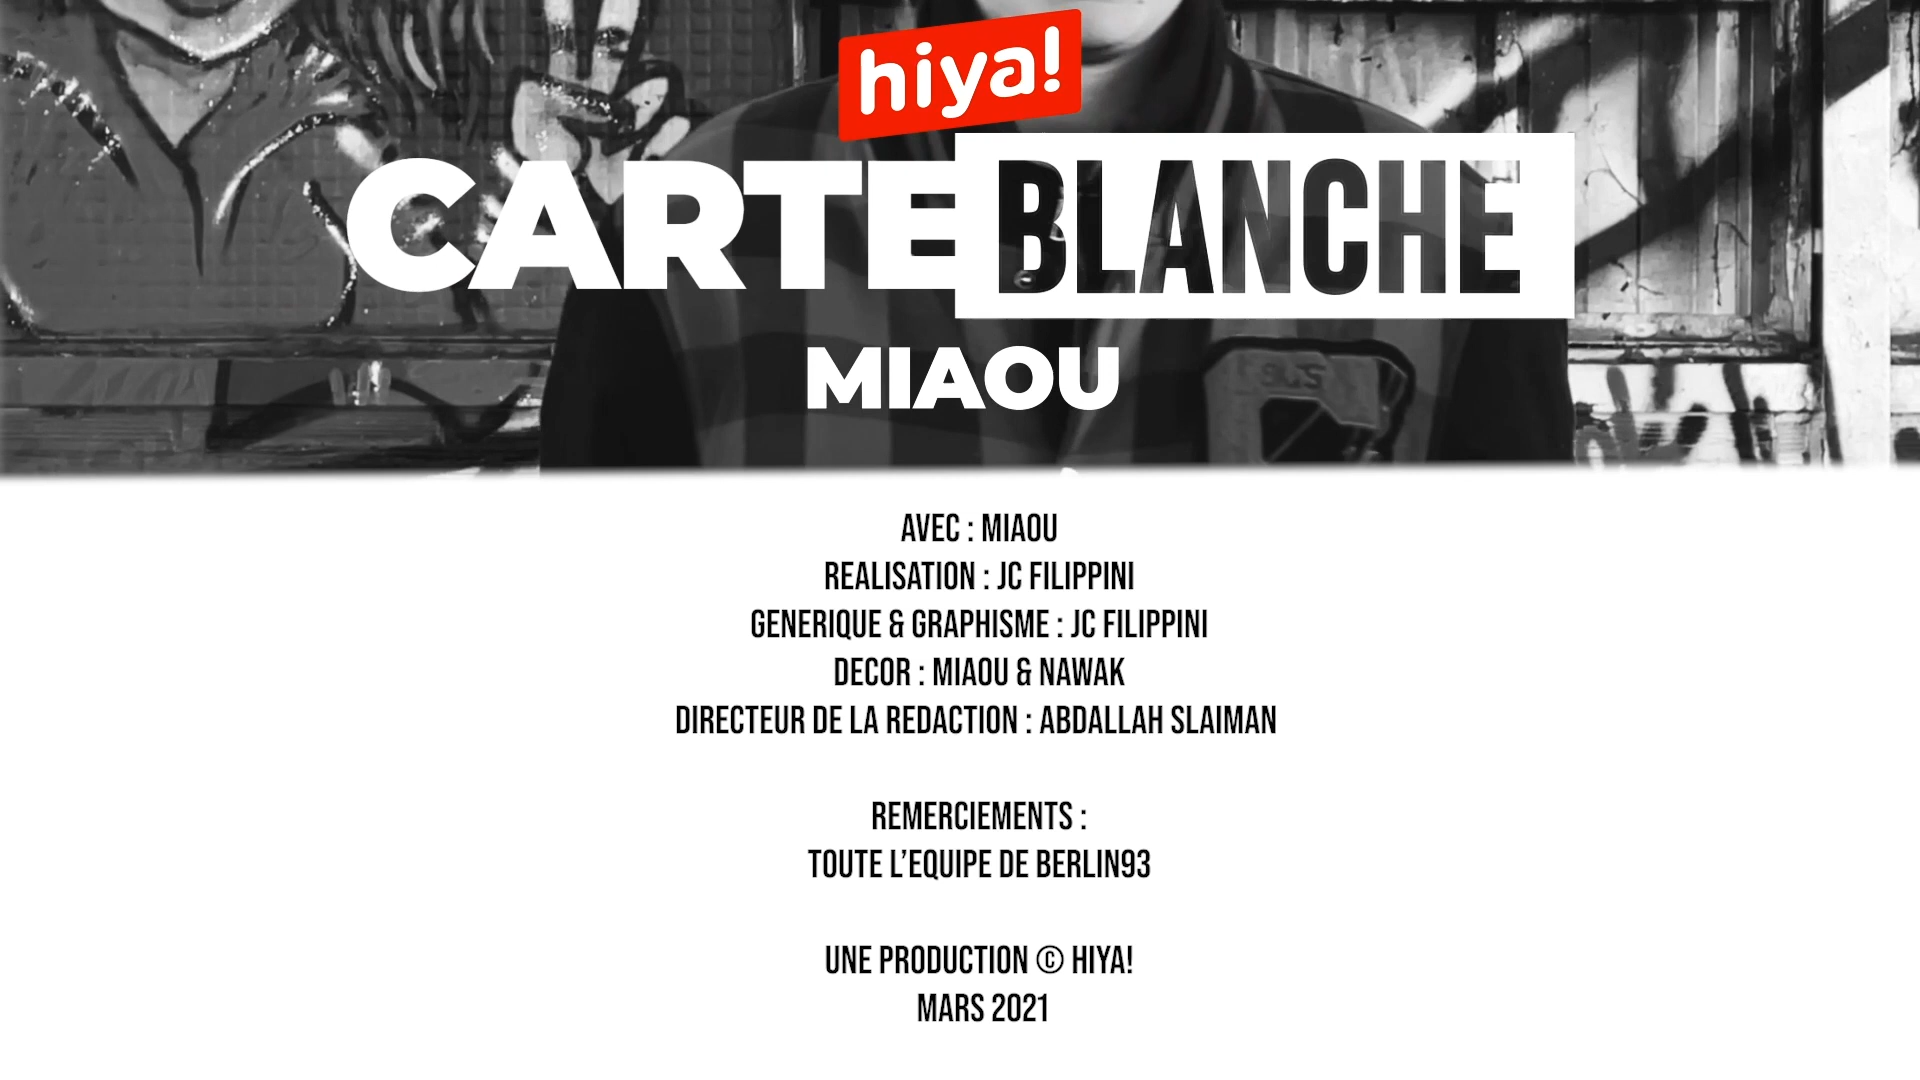 hiya!
CARTE BLANCHE
MIAOU
AVEC : MIAOU
REALISATION : JC FILIPPINI
GENERIQUE & GRAPHISME : JC FILIPPINI
DECOR : MIAOU & NAWAK
DIRECTEUR DE LA REDACTION : ABDALLAH SLAIMAN
REMERCIEMENTS :
TOUTE L’EQUIPE DE BERLIN93
UNE PRODUCTION © HIYA!
MARS 2021